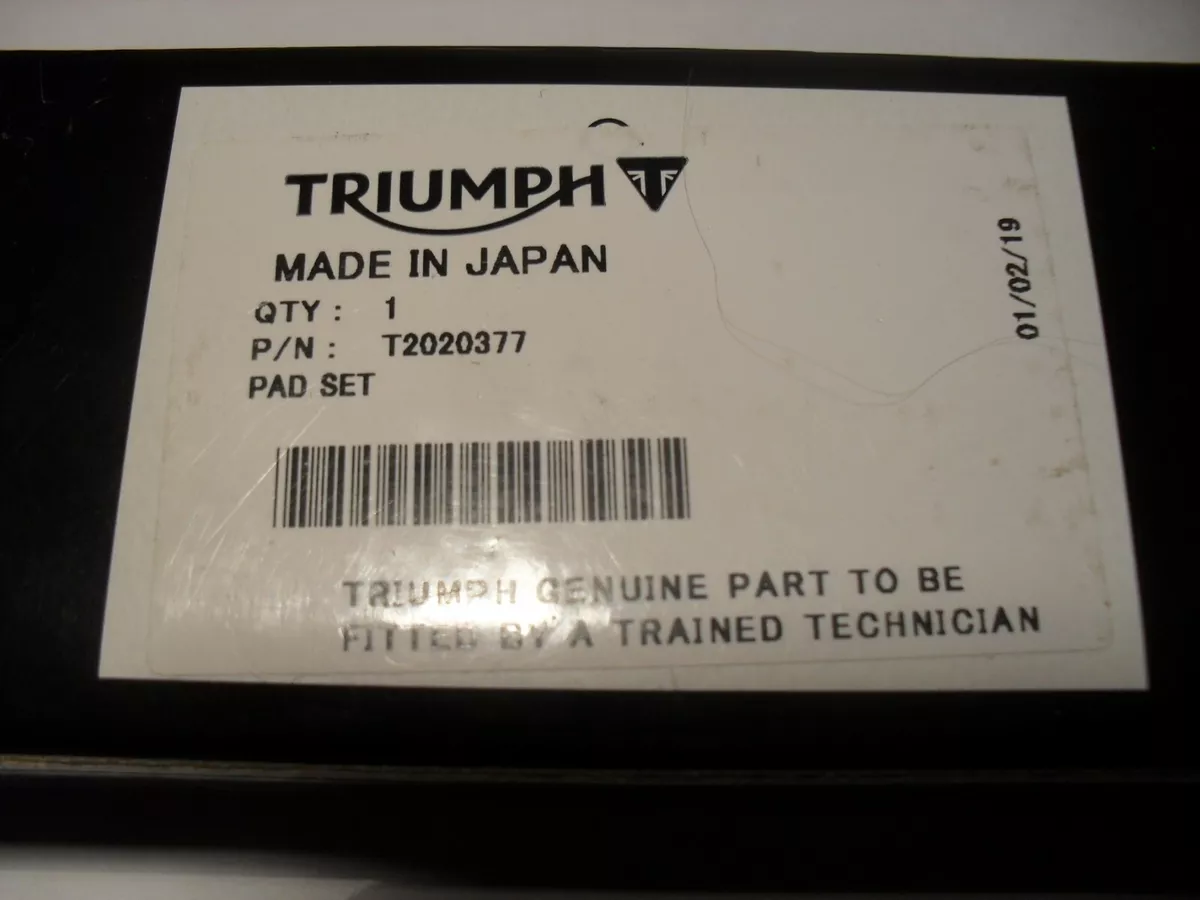 TRIUMPH
MADE IN JAPAN
QTY : 1
P/N : T2020377
PAD SET
01/02/19
TRIUMPH GENUINE PART TO BE
FITTED BY A TRAINED TECHNICIAN